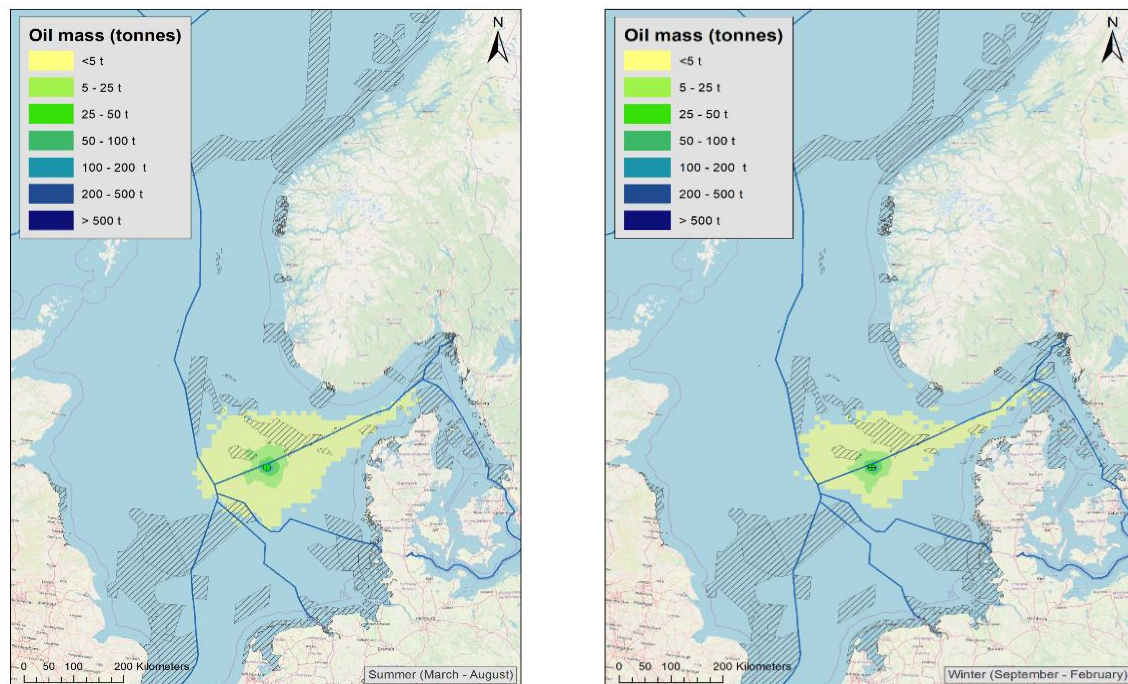 Oil mass (tonnes)
<5 t
5 - 25 t
25 - 50 t
50 - 100 t
100 - 200 t
200 - 500 t
> 500 t
N
0 50 100 200 Kilometers
Summer (March - August)
Oil mass (tonnes)
<5 t
5 - 25 t
25 - 50 t
50 - 100 t
100 - 200 t
200 - 500 t
> 500 t
N
0 50 100 200 Kilometers
Winter (September - February)